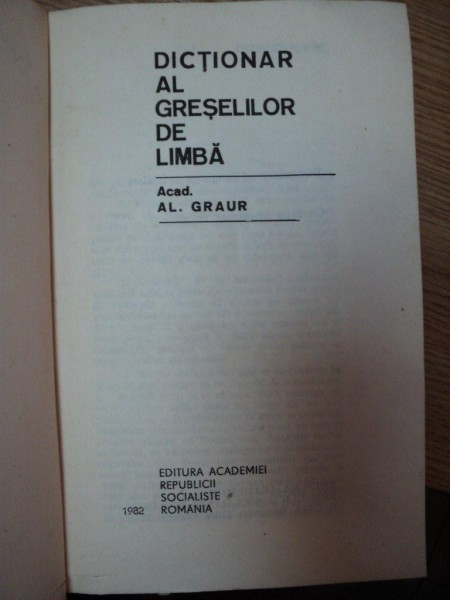 DICȚIONAR
AL
GREȘELILOR
DE
LIMBĂ
Acad.
AL. GRAUR
EDITURA ACADEMIEI
REPUBLICII
SOCIALISTE
1982 ROMÂNIA